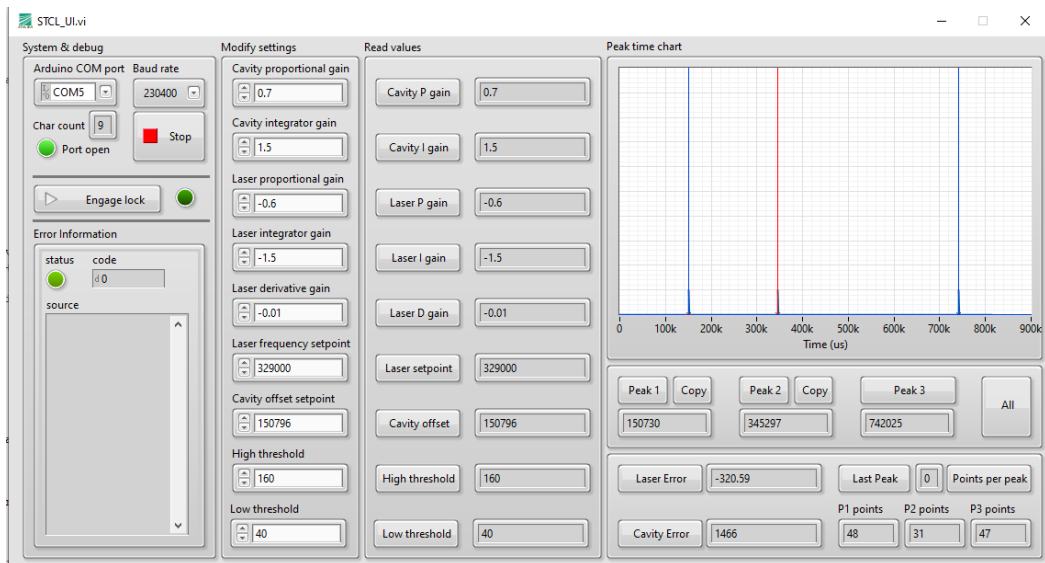 STCL_UI.vi
System & debug
Arduino COM port Baud rate
COM5 230400
Char count 9
Port open
Stop
Engage lock
Error Information
status code
d 0
source
Modify settings
Cavity proportional gain
0.7
Cavity integrator gain
1.5
Laser proportional gain
-0.6
Laser integrator gain
-1.5
Laser derivative gain
-0.01
Laser frequency setpoint
329000
Cavity offset setpoint
150796
High threshold
160
Low threshold
40
Read values
Cavity P gain 0.7
Cavity I gain 1.5
Laser P gain -0.6
Laser I gain -1.5
Laser D gain -0.01
Laser setpoint 329000
Cavity offset 150796
High threshold 160
Low threshold 40
Peak time chart
0 100k 200k 300k 400k 500k 600k 700k 800k 900k
Time (us)
Peak 1 Copy Peak 2 Copy Peak 3 All
150730 345297 742025
Laser Error -320.59 Last Peak 0 Points per peak
P1 points P2 points P3 points
Cavity Error 1466 48 31 47